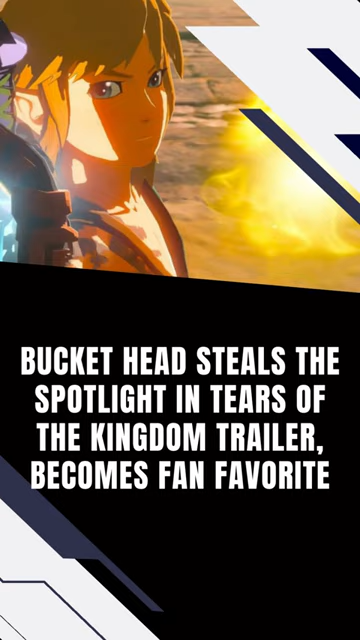 BUCKET HEAD STEALS THE
SPOTLIGHT IN TEARS OF
THE KINGDOM TRAILER,
BECOMES FAN FAVORITE